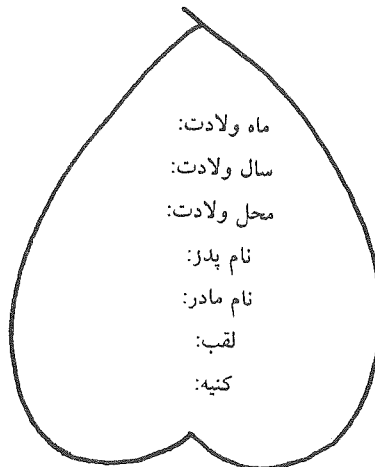 ماه ولادت:
سال ولادت:
محل ولادت:
نام پدر:
نام مادر:
لقب:
کنیه: